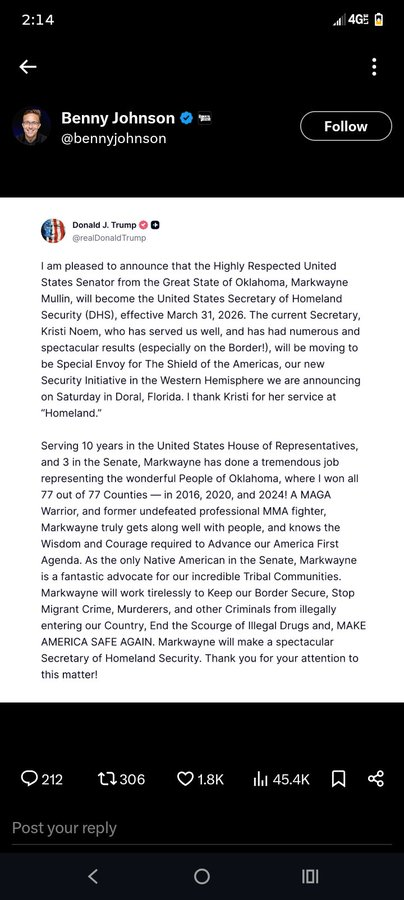 2:14
4G
Benny Johnson
@bennyjohnson
Follow
Donald J. Trump
@realDonaldTrump
I am pleased to announce that the Highly Respected United
States Senator from the Great State of Oklahoma, Markwayne
Mullin, will become the United States Secretary of Homeland
Security (DHS), effective March 31, 2026. The current Secretary,
Kristi Noem, who has served us well, and has had numerous and
spectacular results (especially on the Border!), will be moving to
be Special Envoy for The Shield of the Americas, our new
Security Initiative in the Western Hemisphere we are announcing
on Saturday in Doral, Florida. I thank Kristi for her service at
“Homeland.”
Serving 10 years in the United States House of Representatives,
and 3 in the Senate, Markwayne has done a tremendous job
representing the wonderful People of Oklahoma, where I won all
77 out of 77 Counties — in 2016, 2020, and 2024! A MAGA
Warrior, and former undefeated professional MMA fighter,
Markwayne truly gets along well with people, and knows the
Wisdom and Courage required to Advance our America First
Agenda. As the only Native American in the Senate, Markwayne
is a fantastic advocate for our incredible Tribal Communities.
Markwayne will work tirelessly to Keep our Border Secure, Stop
Migrant Crime, Murderers, and other Criminals from illegally
entering our Country, End the Scourge of Illegal Drugs and, MAKE
AMERICA SAFE AGAIN. Markwayne will make a spectacular
Secretary of Homeland Security. Thank you for your attention to
this matter!
212 306 1.8K 45.4K
Post your reply